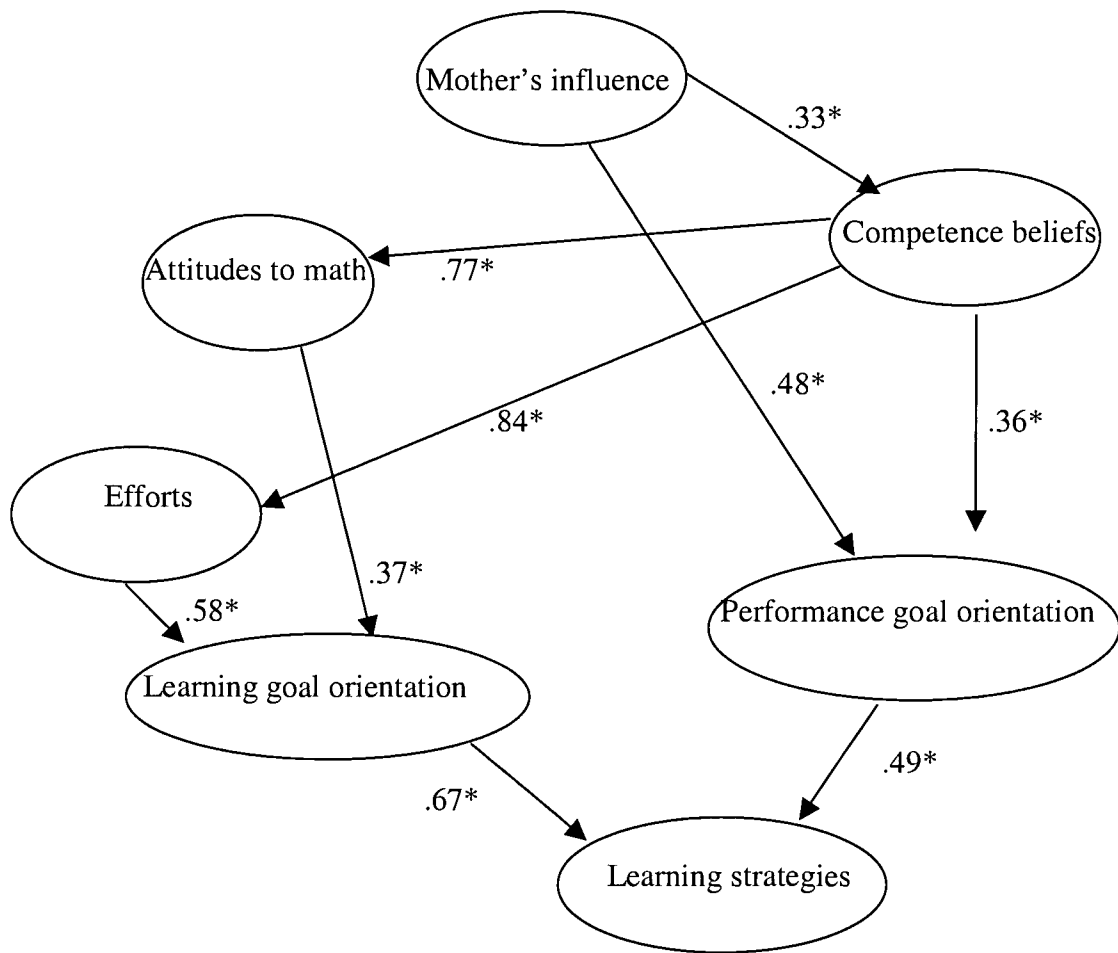 Mother's influence
.33*
Competence beliefs
Attitudes to math
.77*
.48*
.36*
.84*
Efforts
.37*
.58*
Performance goal orientation
Learning goal orientation
.49*
.67*
Learning strategies